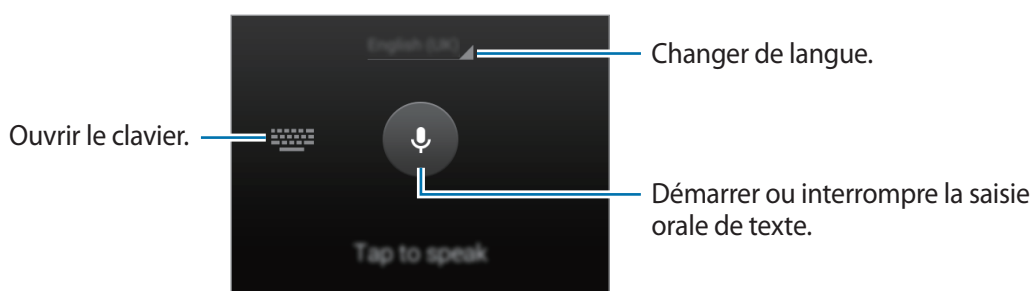 English (UK)
Changer de langue.
Ouvrir le clavier.
Démarrer ou interrompre la saisie
orale de texte.
Tap to speak